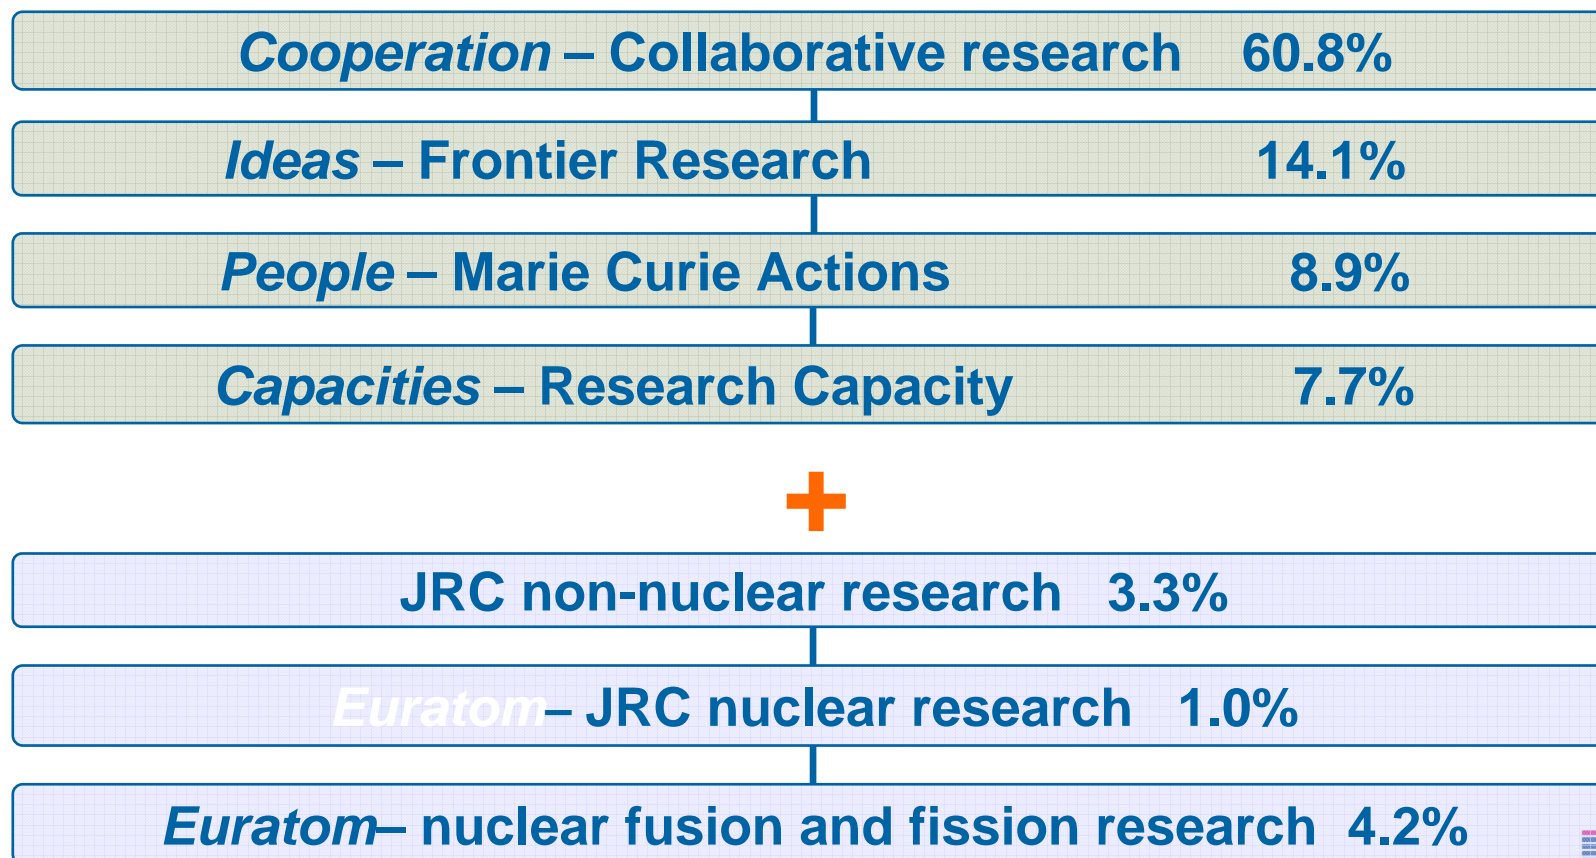 Cooperation – Collaborative research 60.8%
Ideas – Frontier Research 14.1%
People – Marie Curie Actions 8.9%
Capacities – Research Capacity 7.7%
+
JRC non-nuclear research 3.3%
Euratom– JRC nuclear research 1.0%
Euratom– nuclear fusion and fission research 4.2%